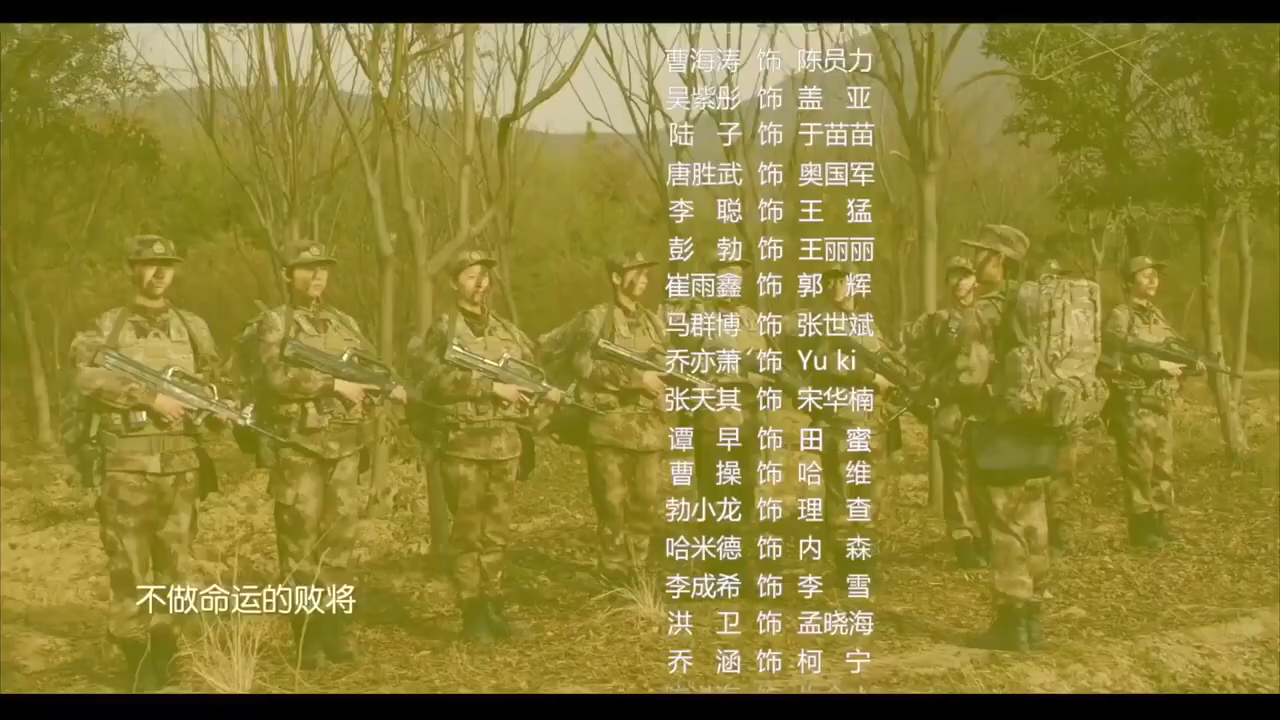 曹海涛 饰 陈员力
吴紫彤 饰 盖 亚
陆 子 饰 于苗苗
唐胜武 饰 奥国军
李 聪 饰 王 猛
彭 勃 饰 王丽丽
崔雨鑫 饰 郭 辉
马群博 饰 张世斌
乔亦萧 饰 Yu ki
张天其 饰 宋华楠
谭 早 饰 田 蜜
曹 操 饰 哈 维
勃小龙 饰 理 查
哈米德 饰 内 森
李成希 饰 李 雪
不做命运的败将
洪 卫 饰 孟晓海
乔 涵 饰 柯 宁